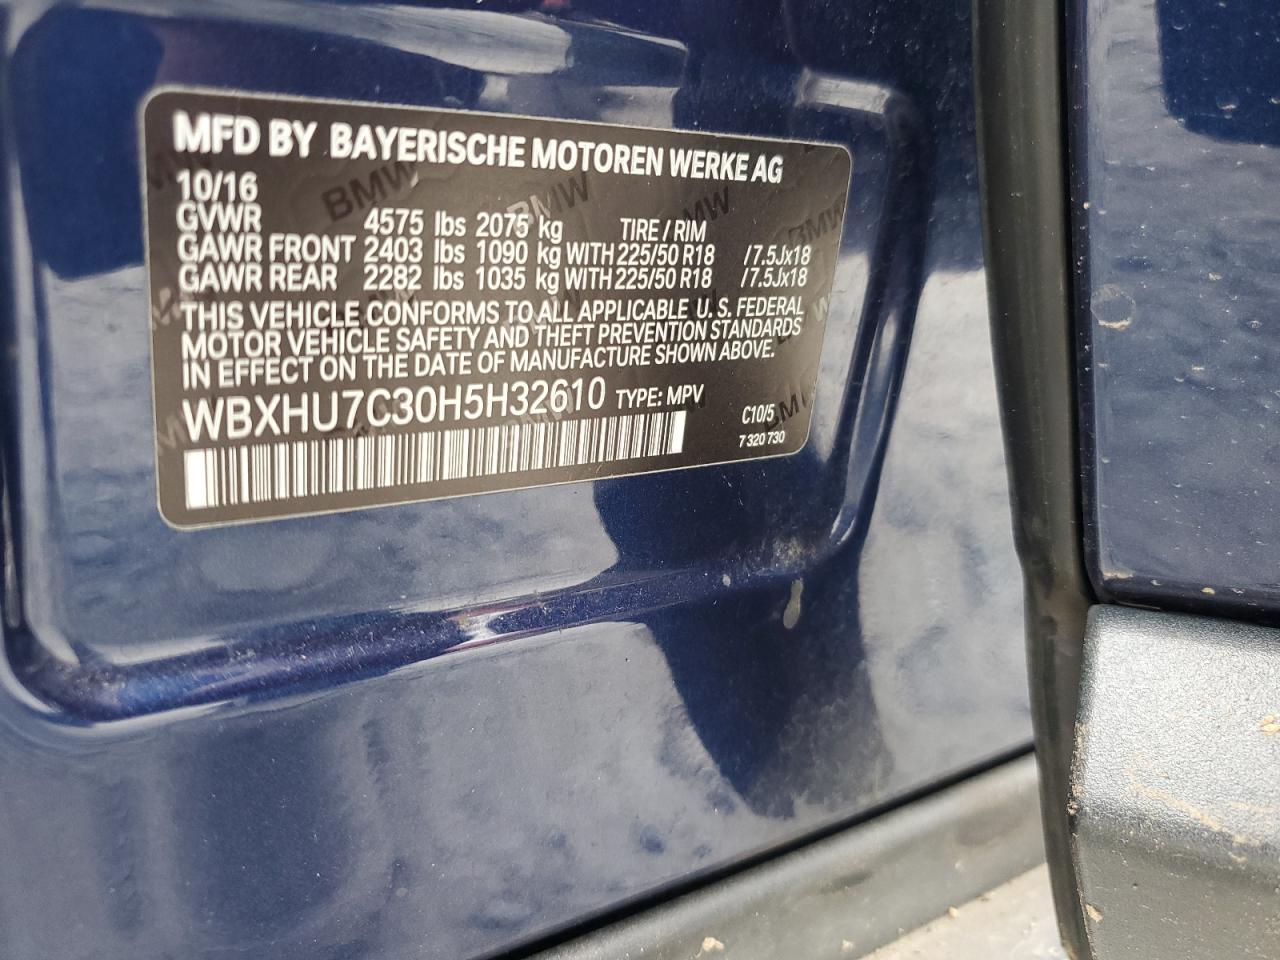 MFD BY BAYERISCHE MOTOREN WERKE AG
10/16
GVWR 4575 lbs 2075 kg TIRE / RIM
GAWR FRONT 2403 lbs 1090 kg WITH 225/50 R18 /7.5Jx18
GAWR REAR 2282 lbs 1035 kg WITH 225/50 R18 /7.5Jx18
THIS VEHICLE CONFORMS TO ALL APPLICABLE U.S. FEDERAL
MOTOR VEHICLE SAFETY AND THEFT PREVENTION STANDARDS
IN EFFECT ON THE DATE OF MANUFACTURE SHOWN ABOVE.
WBXHU7C30H5H32610 TYPE: MPV
C10/5
7 320 730